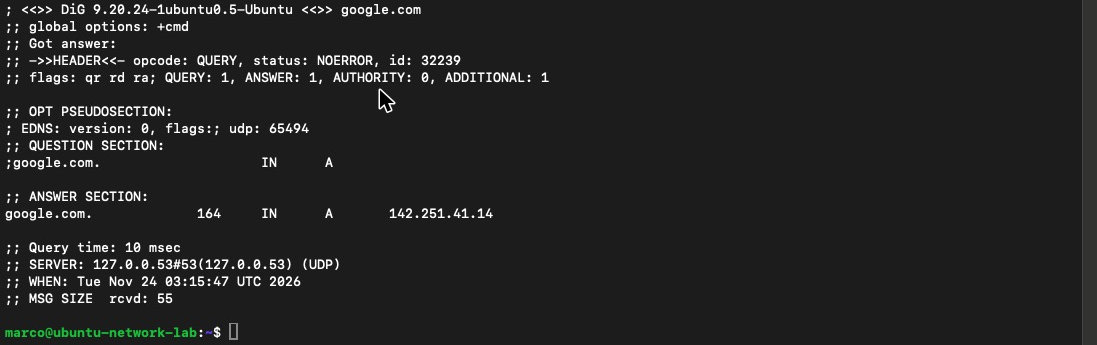 ; <<>> DiG 9.20.24-1ubuntu0.5-Ubuntu <<>> google.com
;; global options: +cmd
;; Got answer:
;; ->>HEADER<<- opcode: QUERY, status: NOERROR, id: 32239
;; flags: qr rd ra; QUERY: 1, ANSWER: 1, AUTHORITY: 0, ADDITIONAL: 1

;; OPT PSEUDOSECTION:
; EDNS: version: 0, flags:; udp: 65494
;; QUESTION SECTION:
;google.com.                    IN      A

;; ANSWER SECTION:
google.com.             164     IN      A       142.251.41.14

;; Query time: 10 msec
;; SERVER: 127.0.0.53#53(127.0.0.53) (UDP)
;; WHEN: Tue Nov 24 03:15:47 UTC 2026
;; MSG SIZE  rcvd: 55

marco@ubuntu-network-lab:~$